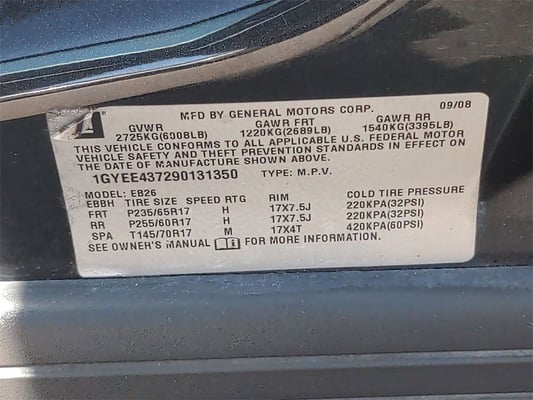 MFD BY GENERAL MOTORS CORP. 09/08
GVWR GAWR FRT GAWR RR
2725KG(6008LB) 1220KG(2689LB) 1540KG(3395LB)
THIS VEHICLE CONFORMS TO ALL APPLICABLE U.S. FEDERAL MOTOR
VEHICLE SAFETY AND THEFT PREVENTION STANDARDS IN EFFECT ON
THE DATE OF MANUFACTURE SHOWN ABOVE.
1GYEE437290131350 TYPE: M.P.V.
MODEL: EB26
EBBH TIRE SIZE SPEED RTG RIM COLD TIRE PRESSURE
FRT P235/65R17 H 17X7.5J 220KPA(32PSI)
RR P255/60R17 H 17X7.5J 220KPA(32PSI)
SPA T145/70R17 M 17X4T 420KPA(60PSI)
SEE OWNER'S MANUAL FOR MORE INFORMATION.